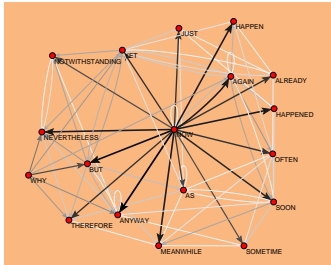 HAPPEN
JUST
YET
NOTWITHSTANDING
ALREADY
AGAIN
HAPPENED
NEVERTHELESS
OFTEN
BUT
WHY
AS
SOON
THEREFORE
ANYWAY
MEANWHILE
SOMETIME